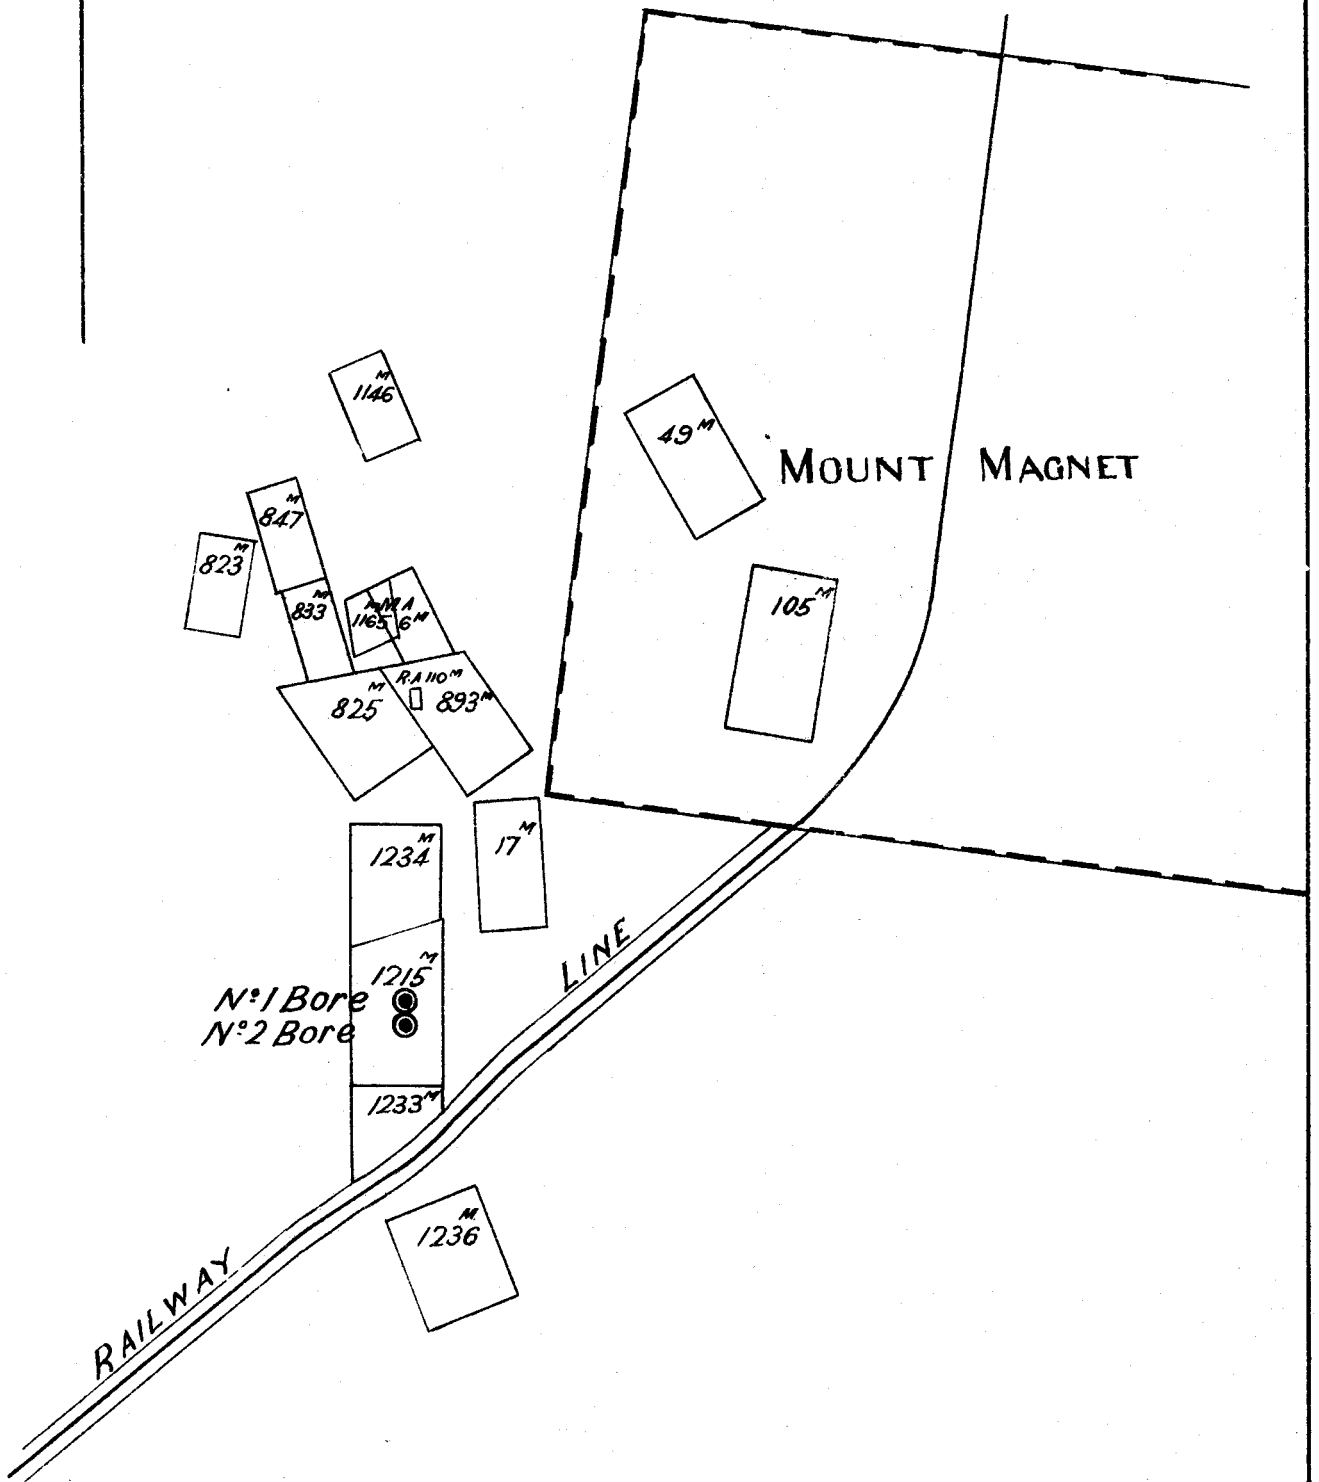 1146ᴹ
49ᴹ
MOUNT MAGNET
847ᴹ
823ᴹ
833ᴹ
1165
M A
6ᴹ
105ᴹ
R.A 110ᴹ
825ᴹ
893ᴹ
17ᴹ
1234ᴹ
1215ᴹ
Nº1 Bore
Nº2 Bore
1233ᴹ
1236ᴹ
RAILWAY LINE